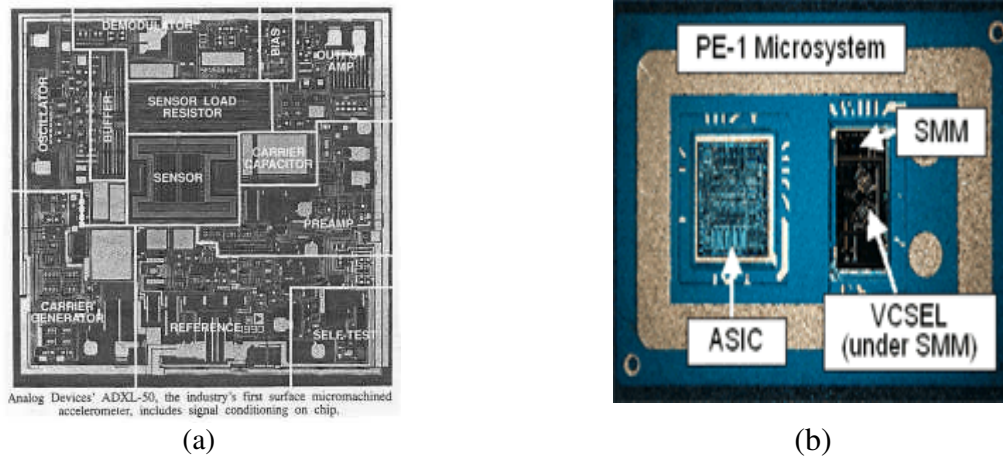 DEMODULATOR
BIAS
OUTPUT
AMP
OSCILLATOR
BUFFER
SENSOR LOAD
RESISTOR
CARRIER
CAPACITOR
SENSOR
PREAMP
CARRIER
GENERATOR
REFERENCE
SELF-TEST
Analog Devices' ADXL-50, the industry's first surface micromachined
accelerometer, includes signal conditioning on chip.
(a)
PE-1 Microsystem
SMM
ASIC
VCSEL
(under SMM)
(b)